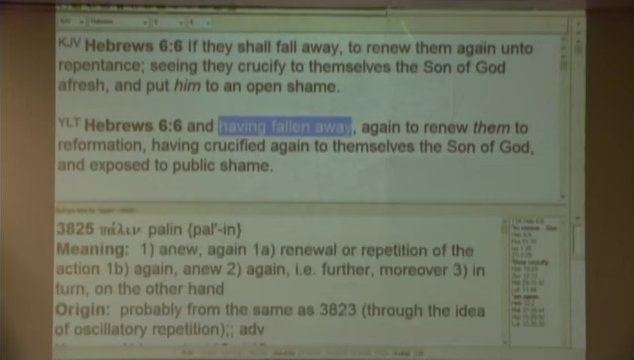 KJV Hebrews 6:6 If they shall fall away, to renew them again unto
repentance; seeing they crucify to themselves the Son of God
afresh, and put him to an open shame.
YLT Hebrews 6:6 and having fallen away, again to renew them to
reformation, having crucified again to themselves the Son of God,
and exposed to public shame.
3825 πάλιν palin {pal'-in}
Meaning: 1) anew, again 1a) renewal or repetition of the
action 1b) again, anew 2) again, i.e. further, moreover 3) in
turn, on the other hand
Origin: probably from the same as 3823 (through the idea
of oscillatory repetition);; adv